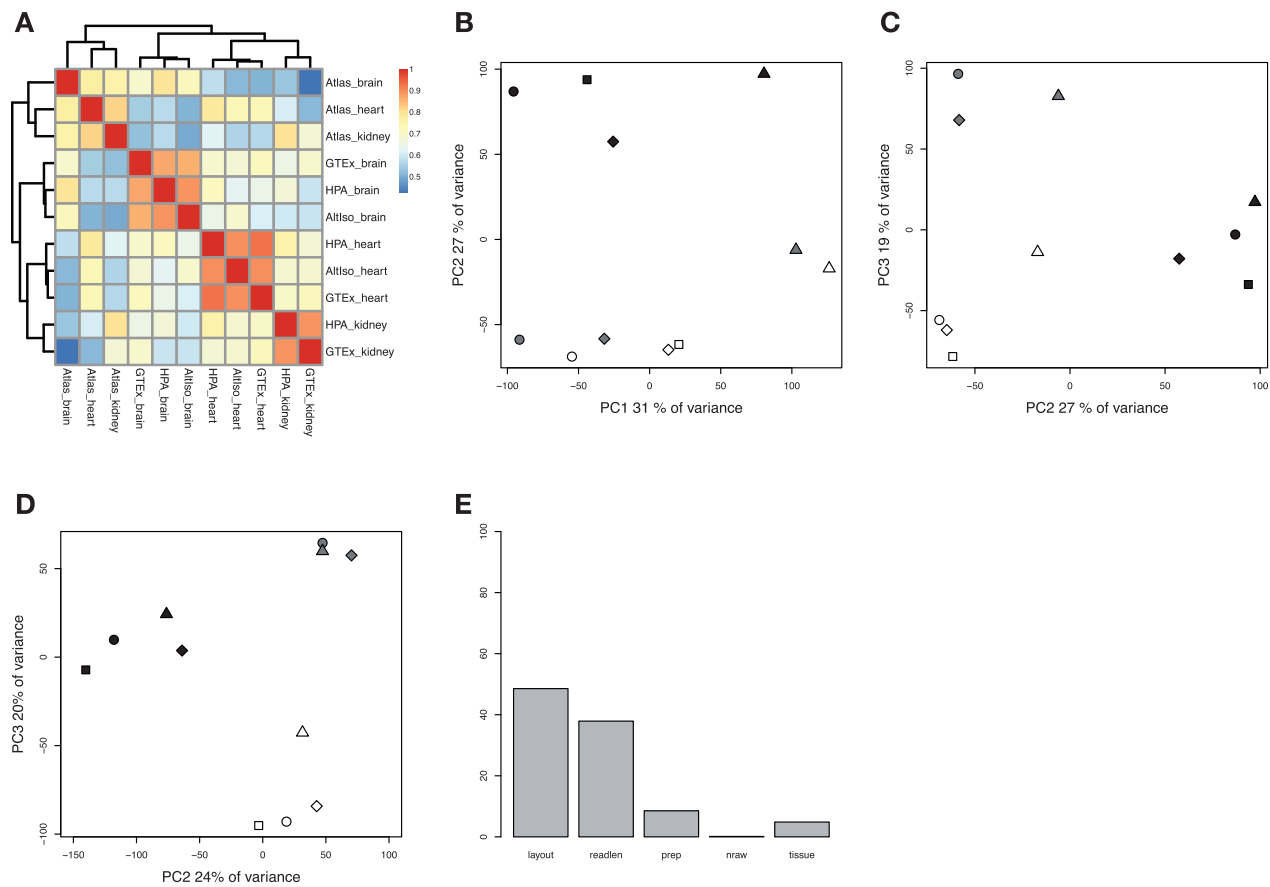 A
1
0.9
0.8
0.7
0.6
0.5
Atlas_brain
Atlas_heart
Atlas_kidney
GTEx_brain
HPA_brain
AltIso_brain
HPA_heart
AltIso_heart
GTEx_heart
HPA_kidney
GTEx_kidney
Atlas_brain
Atlas_heart
Atlas_kidney
GTEx_brain
HPA_brain
AltIso_brain
HPA_heart
AltIso_heart
GTEx_heart
HPA_kidney
GTEx_kidney
B
PC2 27 % of variance
100
50
0
−50
−100
−50
0
50
100
PC1 31 % of variance
C
PC3 19 % of variance
100
50
0
−50
−50
0
50
100
PC2 27 % of variance
D
PC3 20% of variance
50
0
−50
−100
−150
−100
−50
0
50
100
PC2 24% of variance
E
100
80
60
40
20
0
layout
readlen
prep
nraw
tissue